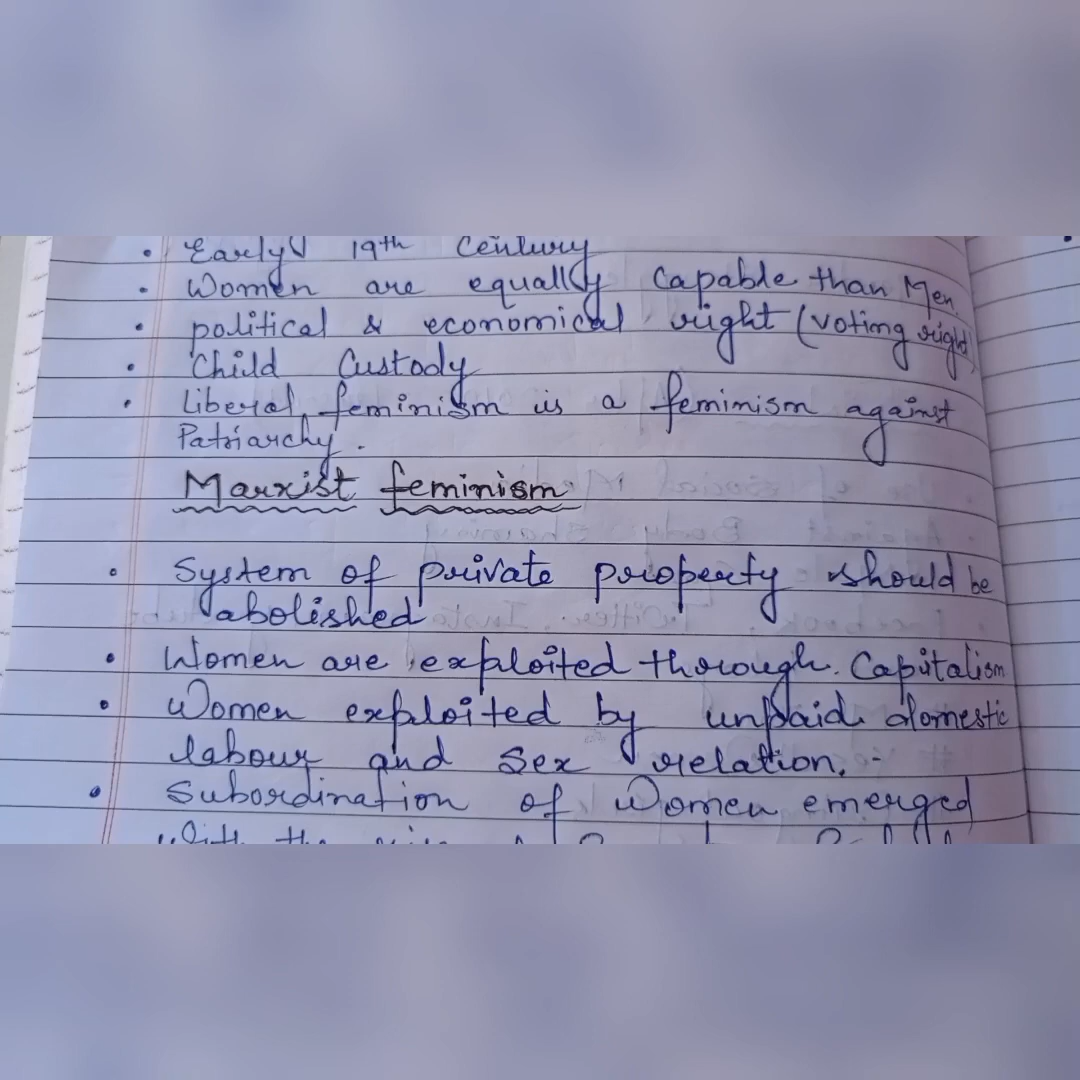 • Early 19th Century
• Women are equally capable than Men.
• political & economical right (voting right)
• Child Custody
• Liberal feminism is a feminism against
Patriarchy.
Marxist feminism
• System of private property should be
abolished
• Women are exploited through Capitalism
• Women exploited by unpaid domestic
labour and Sex relation.
• Subordination of Women emerged
with the